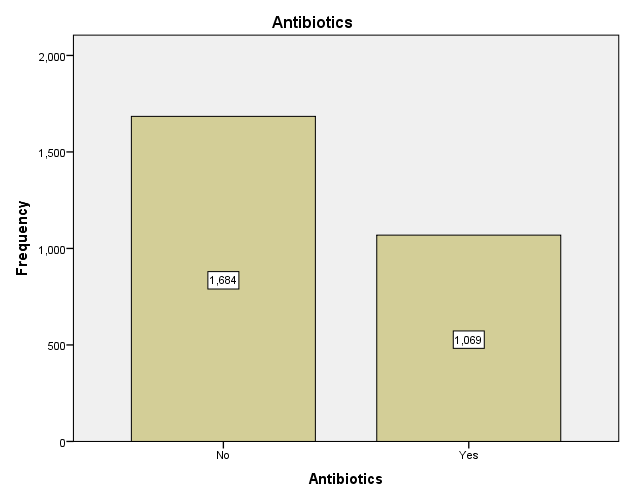 Antibiotics
2,000
1,500
1,000
500
0
Frequency
1,684
1,069
No
Yes
Antibiotics